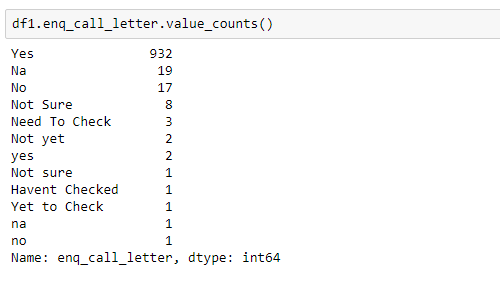 df1.enq_call_letter.value_counts()
Yes 932
Na 19
No 17
Not Sure 8
Need To Check 3
Not yet 2
yes 2
Not sure 1
Havent Checked 1
Yet to Check 1
na 1
no 1
Name: enq_call_letter, dtype: int64